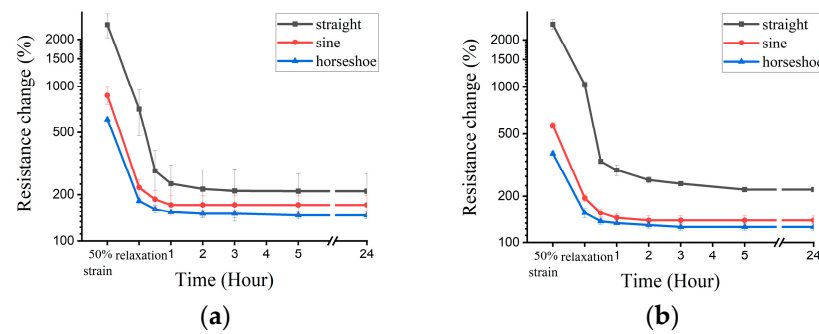 straight
sine
horseshoe
Resistance change (%)
2000
1000
500
200
100
50% strain
relaxation
1
2
3
4
5
24
Time (Hour)
(a)
straight
sine
horseshoe
Resistance change (%)
2000
1000
500
200
100
50% strain
relaxation
1
2
3
4
5
24
Time (Hour)
(b)